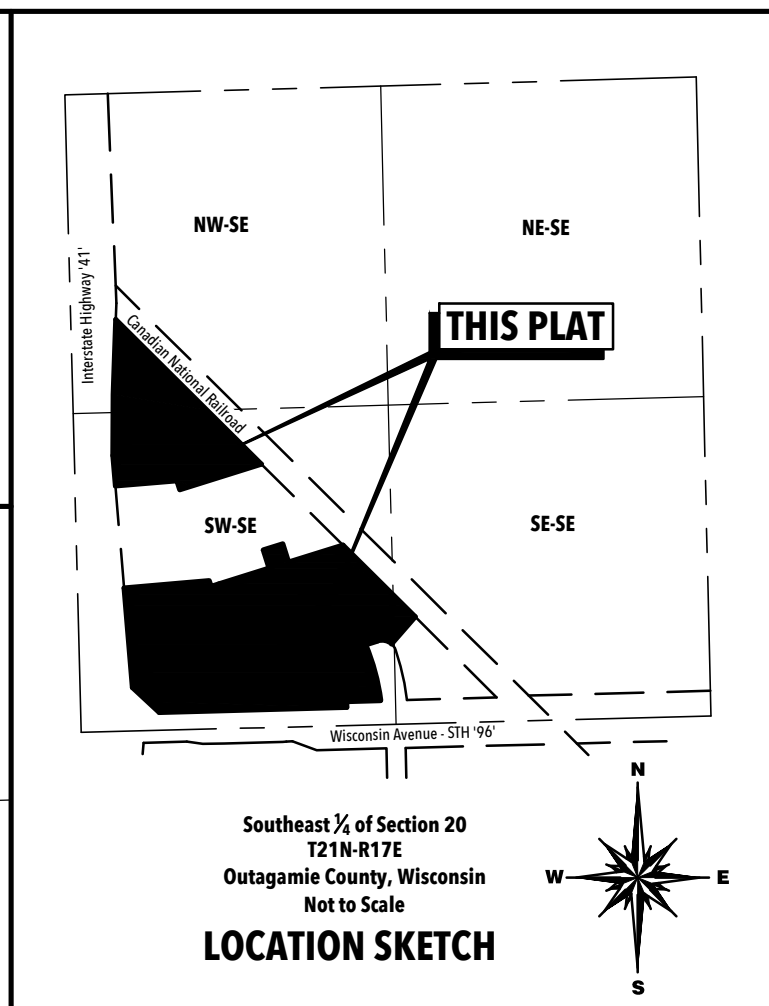 NW-SE
NE-SE
Interstate Highway '41'
THIS PLAT
Canadian National Railroad
SW-SE
SE-SE
Wisconsin Avenue - STH '96'
Southeast ¼ of Section 20
T21N-R17E
Outagamie County, Wisconsin
Not to Scale
LOCATION SKETCH
N
W
E
S